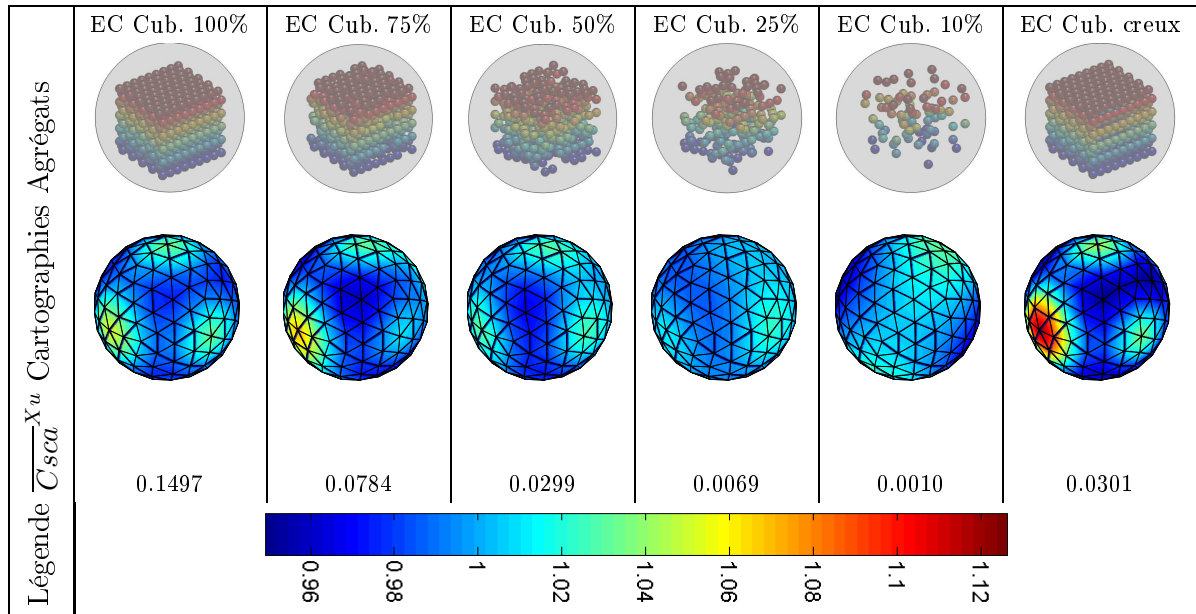 EC Cub. 100% EC Cub. 75% EC Cub. 50% EC Cub. 25% EC Cub. 10% EC Cub. creux
Agrégats
Cartographies
Csca^Xu
0.1497 0.0784 0.0299 0.0069 0.0010 0.0301
Légende
0.96 0.98 1 1.02 1.04 1.06 1.08 1.1 1.12